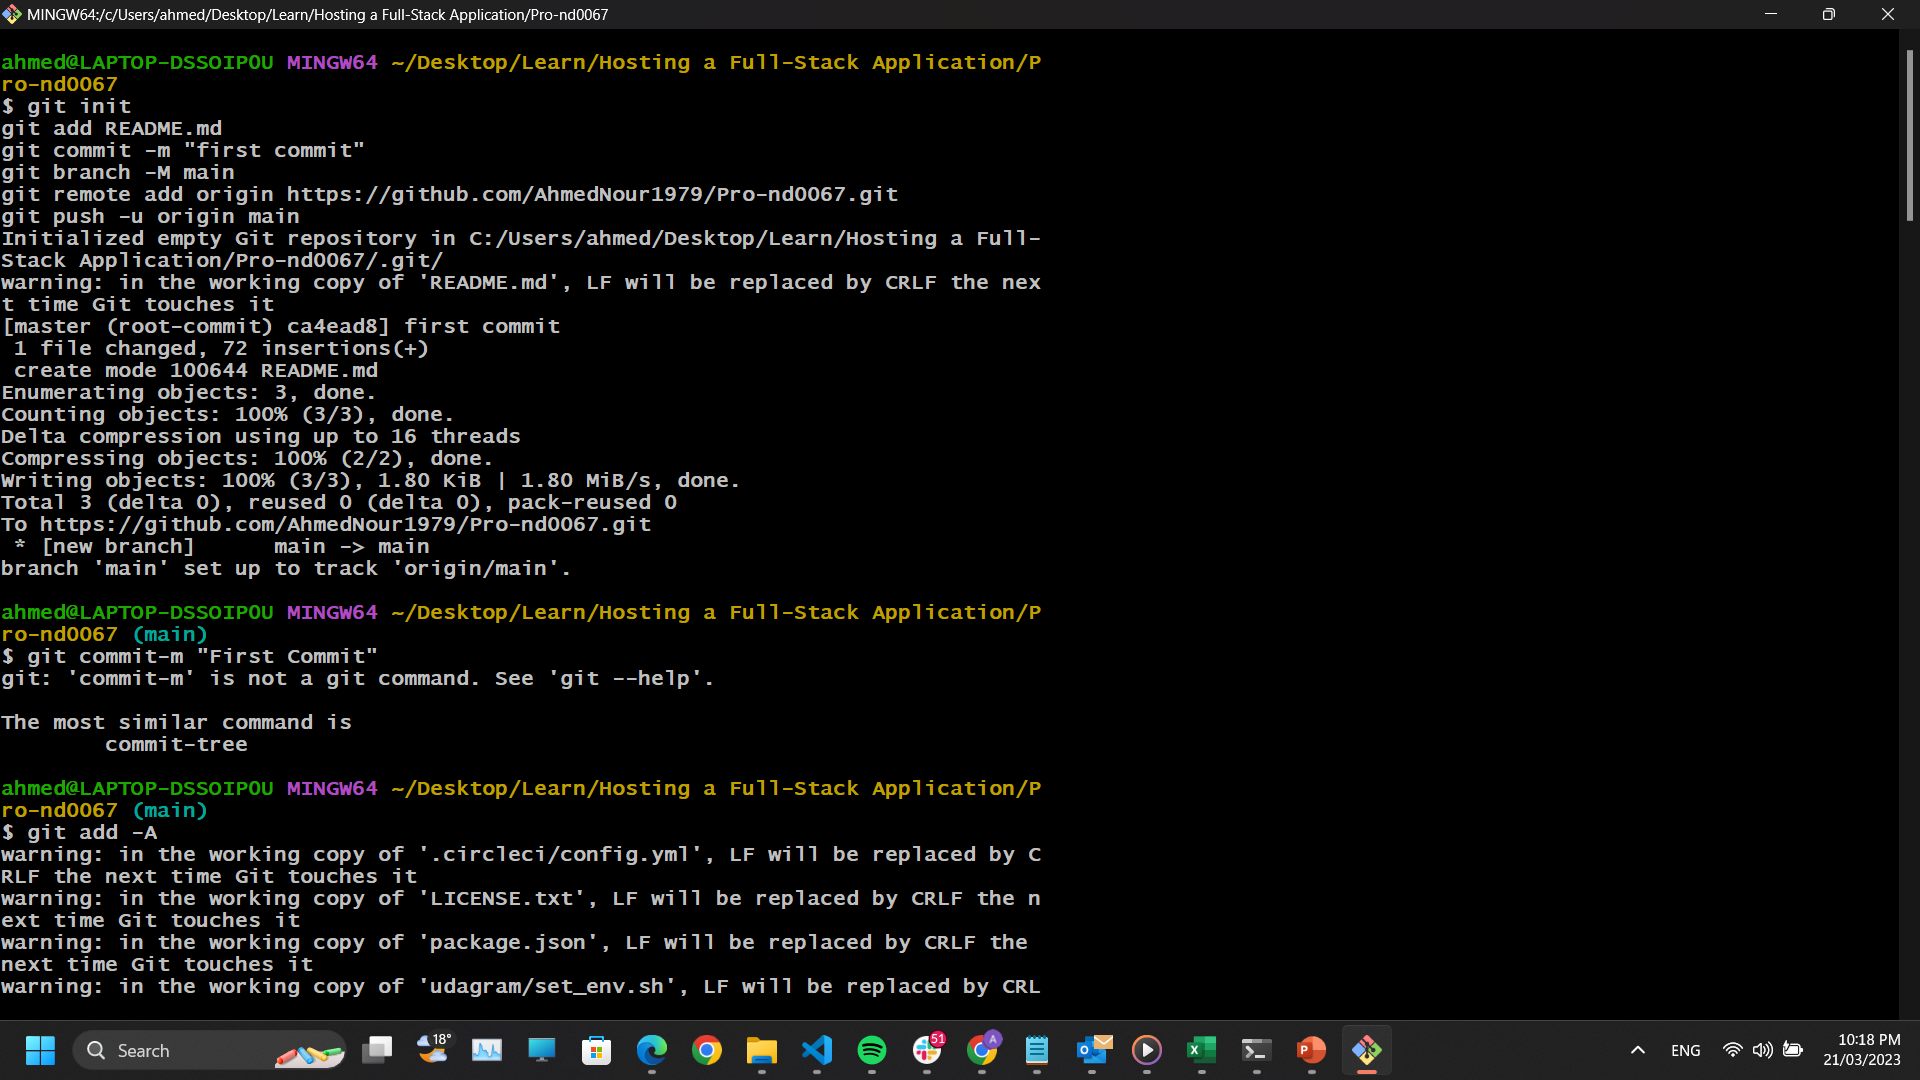 MINGW64:/c/Users/ahmed/Desktop/Learn/Hosting a Full-Stack Application/Pro-nd0067
ahmed@LAPTOP-DSSOIP0U MINGW64 ~/Desktop/Learn/Hosting a Full-Stack Application/P
ro-nd0067
$ git init
git add README.md
git commit -m "first commit"
git branch -M main
git remote add origin https://github.com/AhmedNour1979/Pro-nd0067.git
git push -u origin main
Initialized empty Git repository in C:/Users/ahmed/Desktop/Learn/Hosting a Full-
Stack Application/Pro-nd0067/.git/
warning: in the working copy of 'README.md', LF will be replaced by CRLF the nex
t time Git touches it
[master (root-commit) ca4ead8] first commit
 1 file changed, 72 insertions(+)
 create mode 100644 README.md
Enumerating objects: 3, done.
Counting objects: 100% (3/3), done.
Delta compression using up to 16 threads
Compressing objects: 100% (2/2), done.
Writing objects: 100% (3/3), 1.80 KiB | 1.80 MiB/s, done.
Total 3 (delta 0), reused 0 (delta 0), pack-reused 0
To https://github.com/AhmedNour1979/Pro-nd0067.git
 * [new branch]      main -> main
branch 'main' set up to track 'origin/main'.
ahmed@LAPTOP-DSSOIP0U MINGW64 ~/Desktop/Learn/Hosting a Full-Stack Application/P
ro-nd0067 (main)
$ git commit-m "First Commit"
git: 'commit-m' is not a git command. See 'git --help'.
The most similar command is
        commit-tree
ahmed@LAPTOP-DSSOIP0U MINGW64 ~/Desktop/Learn/Hosting a Full-Stack Application/P
ro-nd0067 (main)
$ git add -A
warning: in the working copy of '.circleci/config.yml', LF will be replaced by C
RLF the next time Git touches it
warning: in the working copy of 'LICENSE.txt', LF will be replaced by CRLF the n
ext time Git touches it
warning: in the working copy of 'package.json', LF will be replaced by CRLF the
next time Git touches it
warning: in the working copy of 'udagram/set_env.sh', LF will be replaced by CRL
Search
18°
51
A
ENG
10:18 PM
21/03/2023